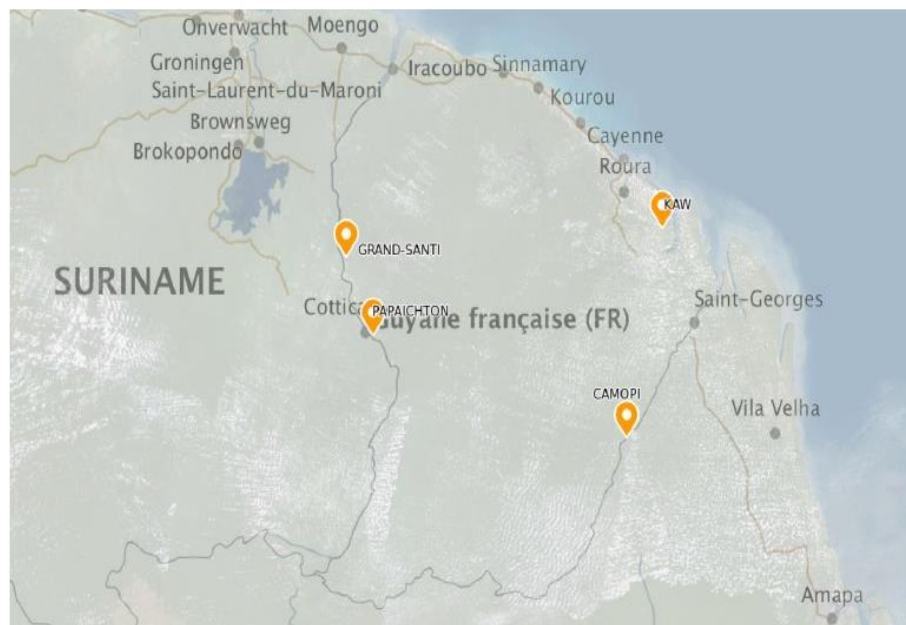 Onverwacht
Moengo
Groningen
Iracoubo
Sinnamary
Saint-Laurent-du-Maroni
Kourou
Brownsweg
Cayenne
Brokopondo
Roura
KAW
GRAND-SANTI
SURINAME
Saint-Georges
Cottica
PAPAICHTON
Guyane française (FR)
CAMOPI
Vila Velha
Amapa